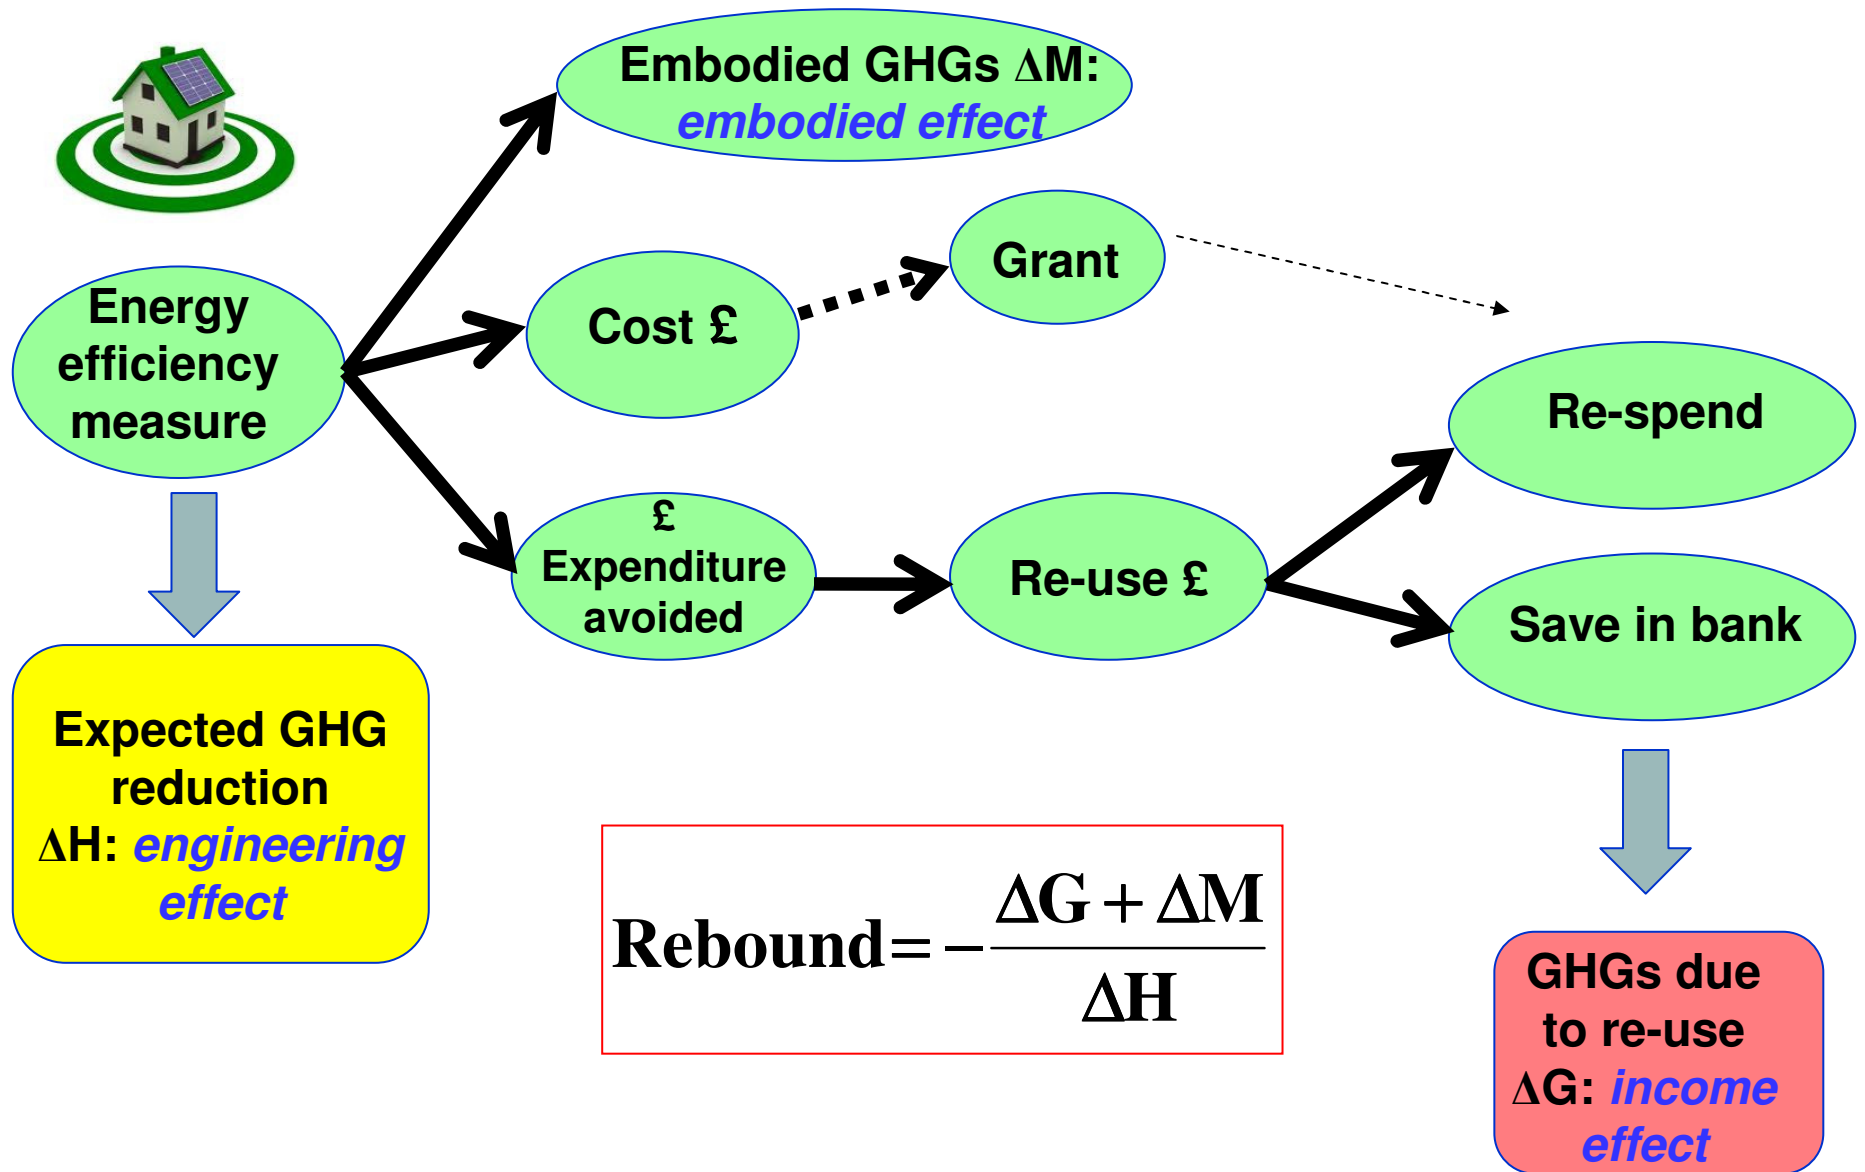 Embodied GHGs ΔM:
embodied effect
Grant
Cost £
Energy
efficiency
measure
Re-spend
£
Expenditure
avoided
Re-use £
Save in bank
Expected GHG
reduction
ΔH: engineering
effect
Rebound = − (ΔG + ΔM) / ΔH
GHGs due
to re-use
ΔG: income
effect